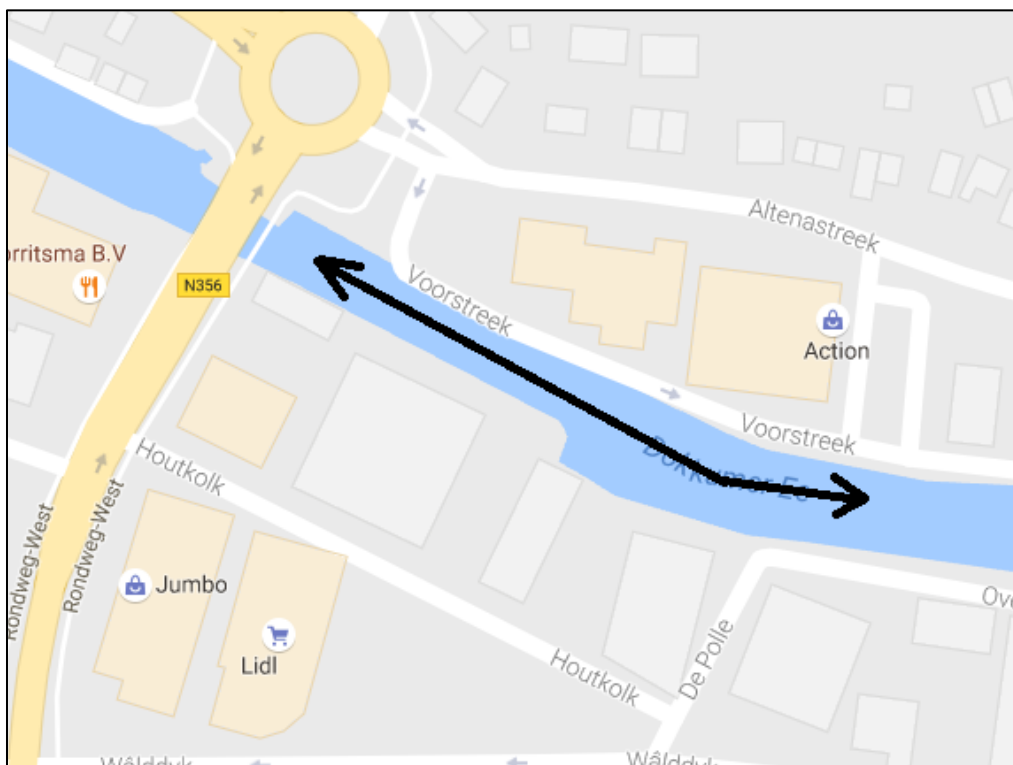 Altenastreek
orritsma B.V
N356
Voorstreek
Action
Voorstreek
Dokkumer Ee
Houtkolk
Rondweg-West
Rondweg-West
Jumbo
Lidl
Ove
De Polle
Houtkolk
Wâlddyk
Wâlddyk